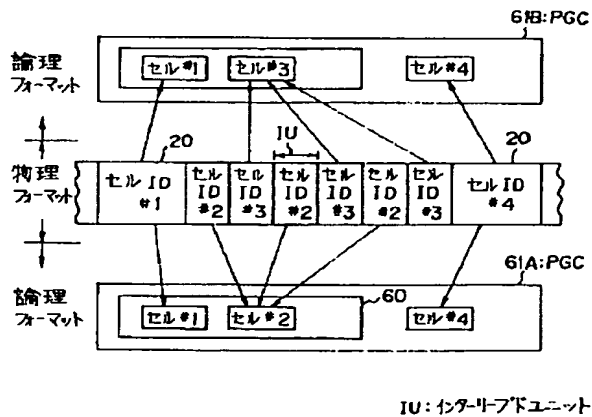 61B:PGC
論理
フォーマット
セル#1
セル#3
セル#4
IU
20
20
物理
フォーマット
セル ID
#1
セル
ID
#2
セル
ID
#3
セル
ID
#2
セル
ID
#3
セル
ID
#2
セル
ID
#3
セル ID
#4
61A:PGC
論理
フォーマット
60
セル#1
セル#2
セル#4
IU:インターリーブドユニット